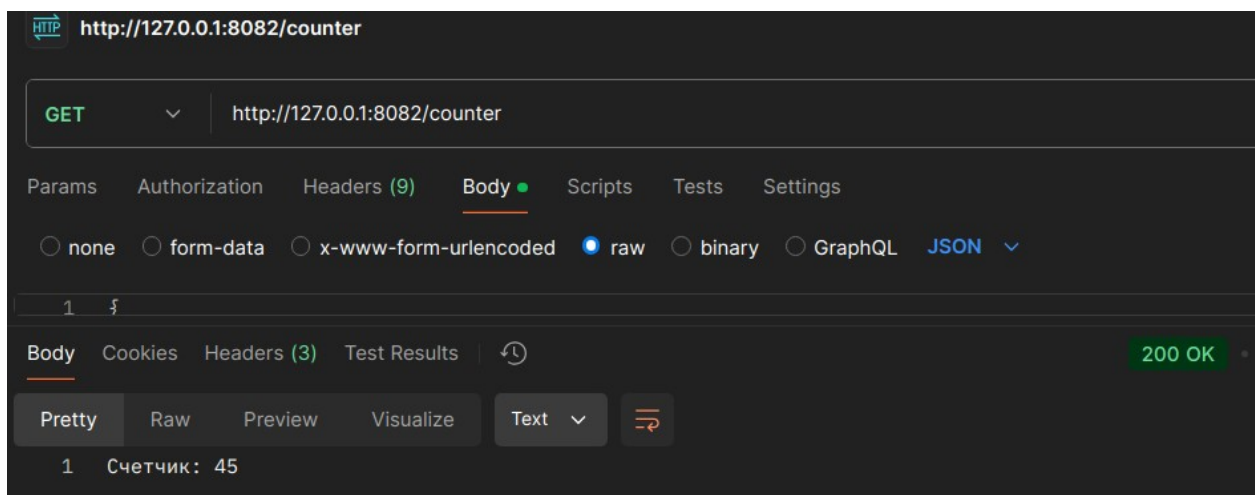 HTTP http://127.0.0.1:8082/counter
GET http://127.0.0.1:8082/counter
Params Authorization Headers (9) Body Scripts Tests Settings
none form-data x-www-form-urlencoded raw binary GraphQL JSON
1 {
Body Cookies Headers (3) Test Results 200 OK
Pretty Raw Preview Visualize Text
1 Счетчик: 45